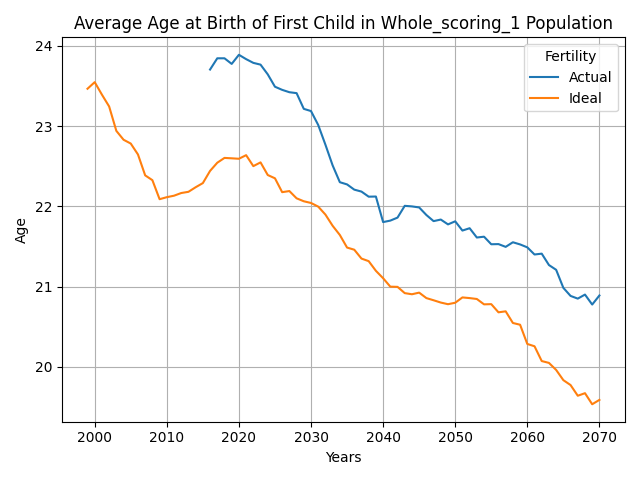 Average Age at Birth of First Child in Whole_scoring_1 Population
Fertility
Actual
Ideal
24
23
22
21
20
Age
2000 2010 2020 2030 2040 2050 2060 2070
Years